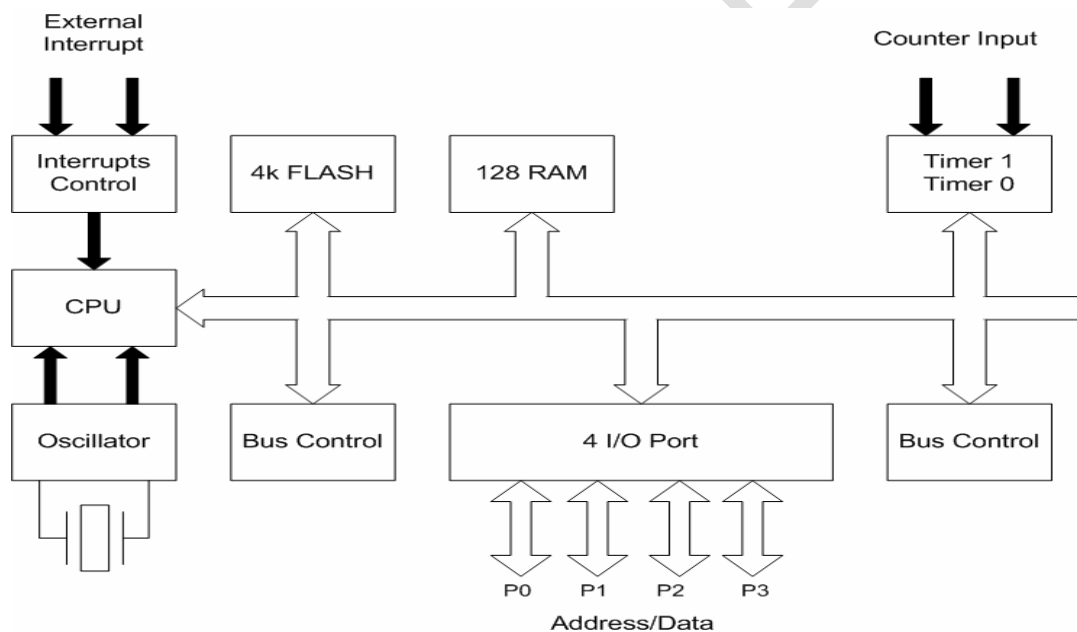 External
Interrupt
Counter Input
Interrupts
Control
4k FLASH
128 RAM
Timer 1
Timer 0
CPU
Oscillator
Bus Control
4 I/O Port
Bus Control
P0
P1
P2
P3
Address/Data